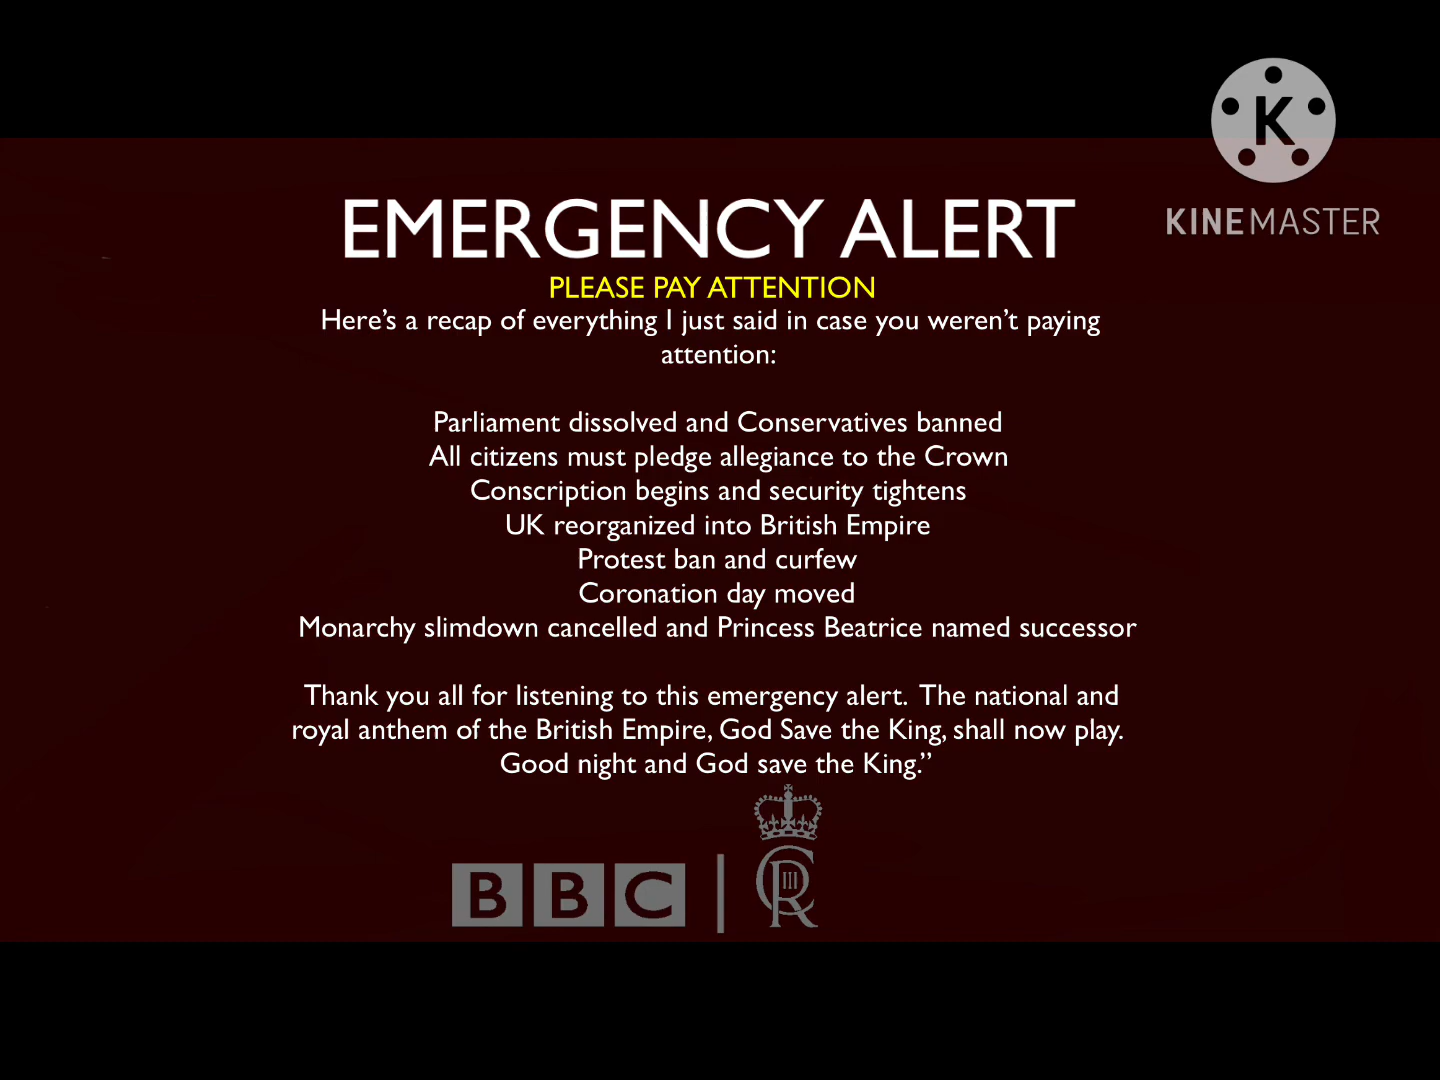 K
KINEMASTER
EMERGENCY ALERT
PLEASE PAY ATTENTION
Here’s a recap of everything I just said in case you weren’t paying
attention:
Parliament dissolved and Conservatives banned
All citizens must pledge allegiance to the Crown
Conscription begins and security tightens
UK reorganized into British Empire
Protest ban and curfew
Coronation day moved
Monarchy slimdown cancelled and Princess Beatrice named successor
Thank you all for listening to this emergency alert. The national and
royal anthem of the British Empire, God Save the King, shall now play.
Good night and God save the King.”
BBC | CR III